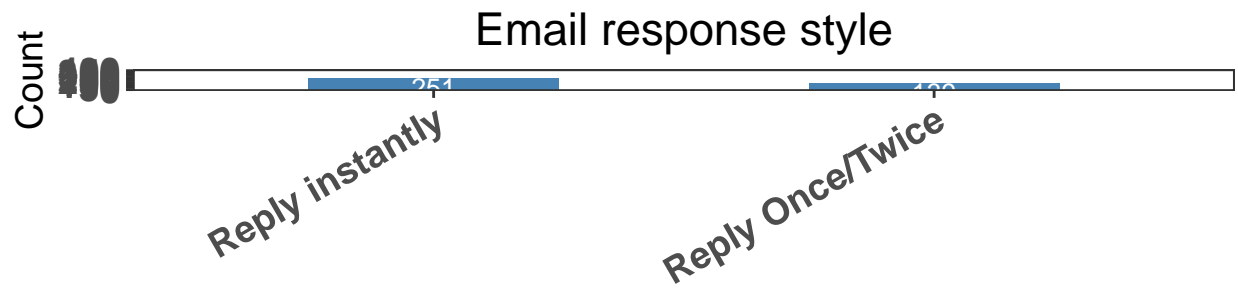 Email response style
Count
251
Reply instantly
Reply Once/Twice